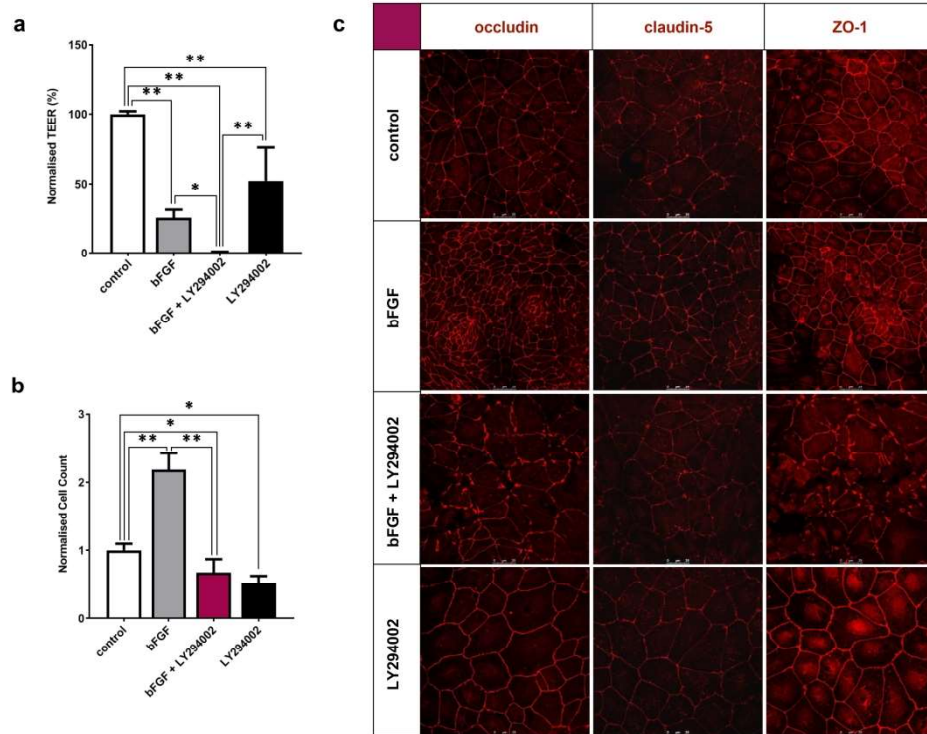 a
Normalised TEER (%)
150
100
50
0
**
**
**
**
*
control
bFGF
bFGF + LY294002
LY294002
b
Normalised Cell Count
3
2
1
0
*
*
**
**
control
bFGF
bFGF + LY294002
LY294002
c
occludin
claudin-5
ZO-1
control
bFGF
bFGF + LY294002
LY294002